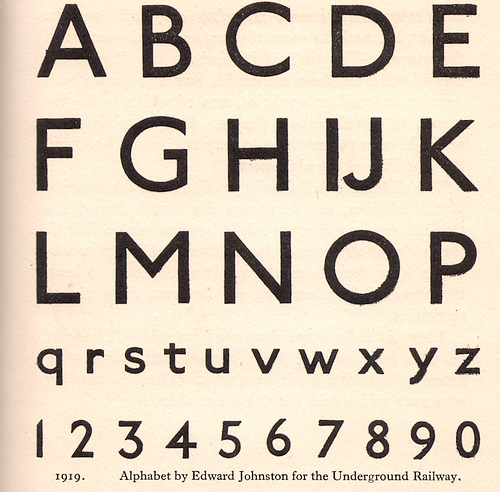 A B C D E
F G H I J K
L M N O P
q r s t u v w x y z
1 2 3 4 5 6 7 8 9 0
1919. Alphabet by Edward Johnston for the Underground Railway.